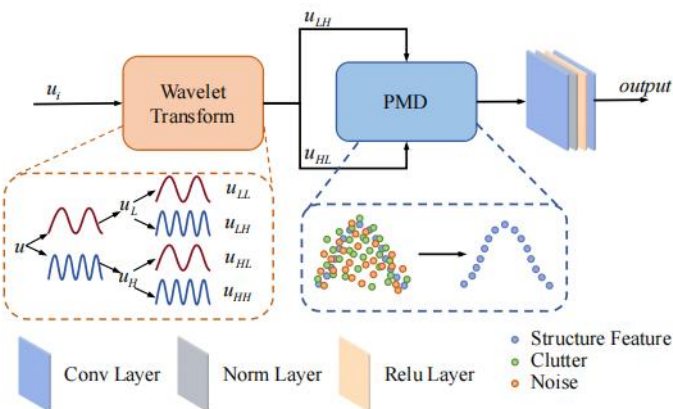 u_LH
u_i
Wavelet
Transform
PMD
output
u_HL
u_LL
u_L
u_LH
u
u_HL
u_H
u_HH
Conv Layer
Norm Layer
Relu Layer
Structure Feature
Clutter
Noise